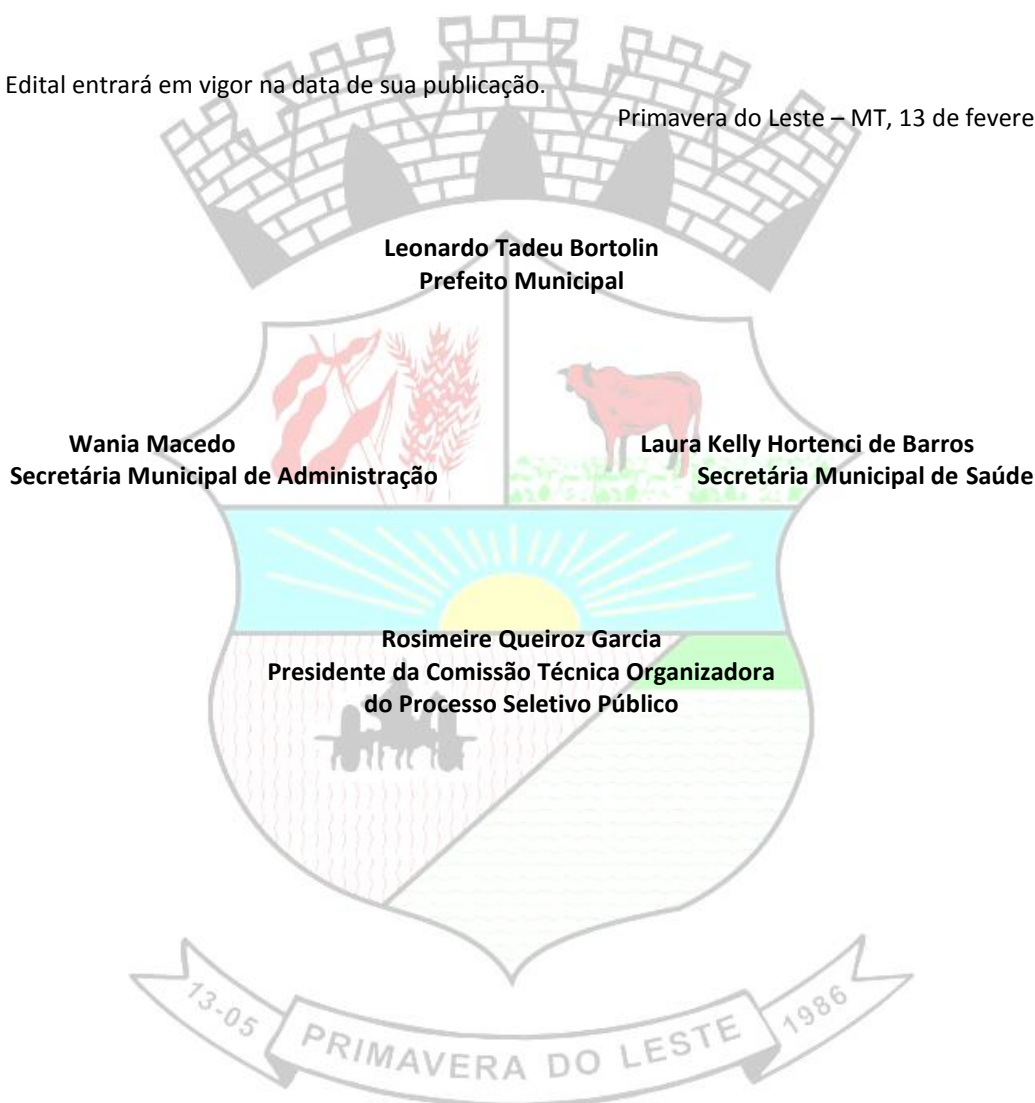 Edital entrará em vigor na data de sua publicação.
Primavera do Leste – MT, 13 de fevere
Leonardo Tadeu Bortolin
Prefeito Municipal
Wania Macedo
Laura Kelly Hortenci de Barros
Secretária Municipal de Administração
Secretária Municipal de Saúde
Rosimeire Queiroz Garcia
Presidente da Comissão Técnica Organizadora
do Processo Seletivo Público
13-05 PRIMAVERA DO LESTE 1986